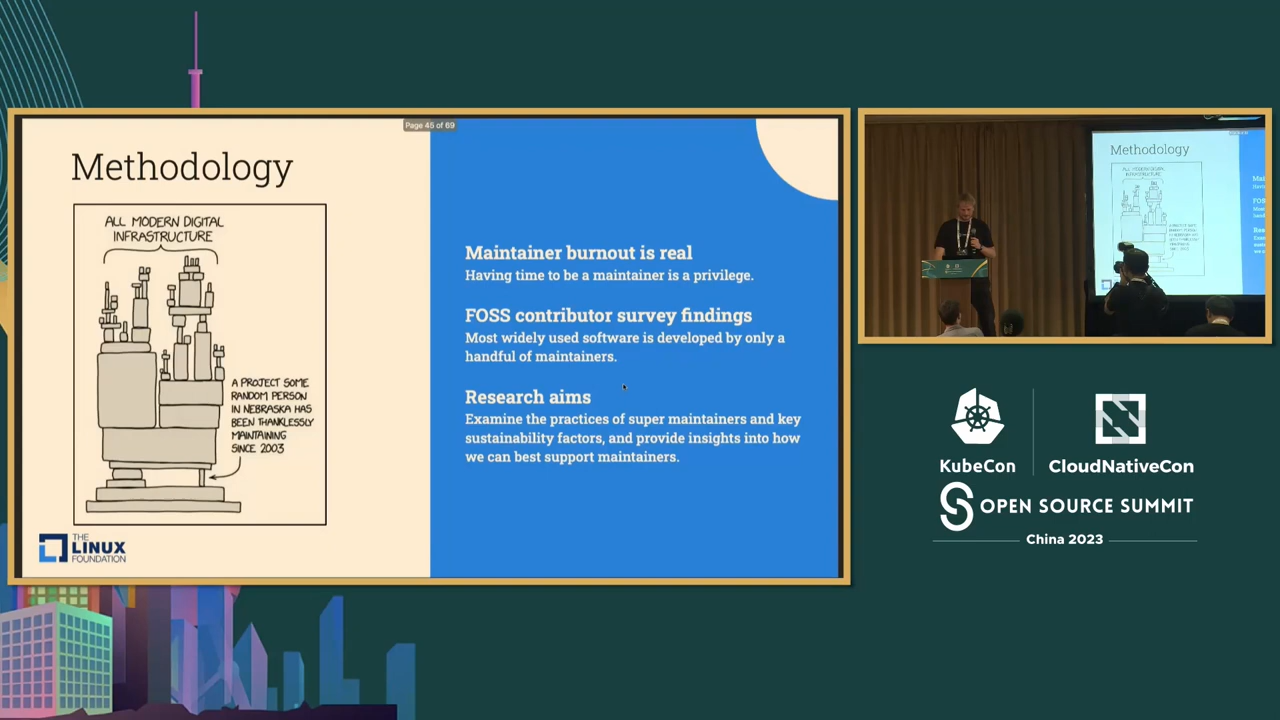 Page 45 of 69
Methodology
ALL MODERN DIGITAL
INFRASTRUCTURE
A PROJECT SOME
RANDOM PERSON
IN NEBRASKA HAS
BEEN THANKLESSLY
MAINTAINING
SINCE 2003
THE
LINUX
FOUNDATION
Maintainer burnout is real
Having time to be a maintainer is a privilege.
FOSS contributor survey findings
Most widely used software is developed by only a
handful of maintainers.
Research aims
Examine the practices of super maintainers and key
sustainability factors, and provide insights into how
we can best support maintainers.
Methodology
ALL MODERN DIGITAL
INFRASTRUCTURE
KubeCon
CloudNativeCon
OPEN SOURCE SUMMIT
China 2023